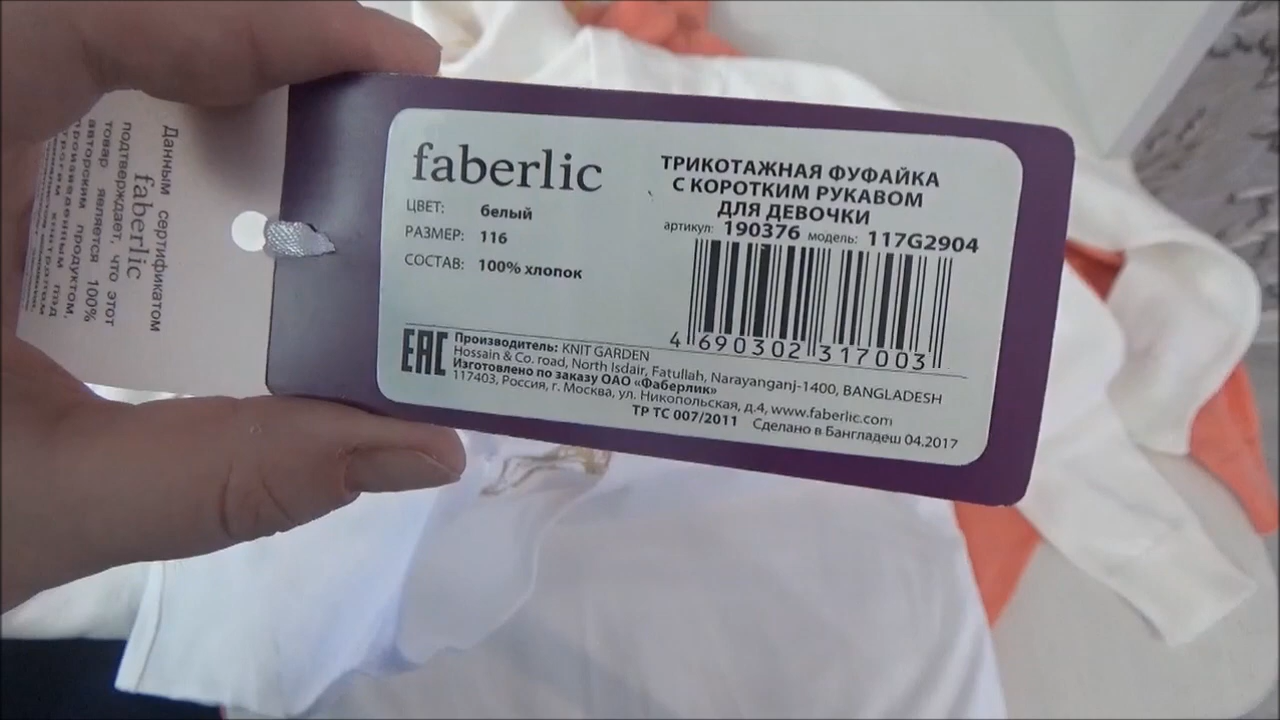 Данным сертификатом
faberlic
подтверждает, что этот
товар является 100%
авторским продуктом,
произведенным под
faberlic
ТРИКОТАЖНАЯ ФУФАЙКА
С КОРОТКИМ РУКАВОМ
ДЛЯ ДЕВОЧКИ
артикул: 190376 модель: 117G2904
ЦВЕТ: белый
РАЗМЕР: 116
СОСТАВ: 100% хлопок
4 690302 317003
EAC
Производитель: KNIT GARDEN
Hossain & Co. road, North Isdair, Fatullah, Narayanganj-1400, BANGLADESH
Изготовлено по заказу ОАО «Фаберлик»
117403, Россия, г. Москва, ул. Никопольская, д.4, www.faberlic.com
ТР ТС 007/2011 Сделано в Бангладеш 04.2017